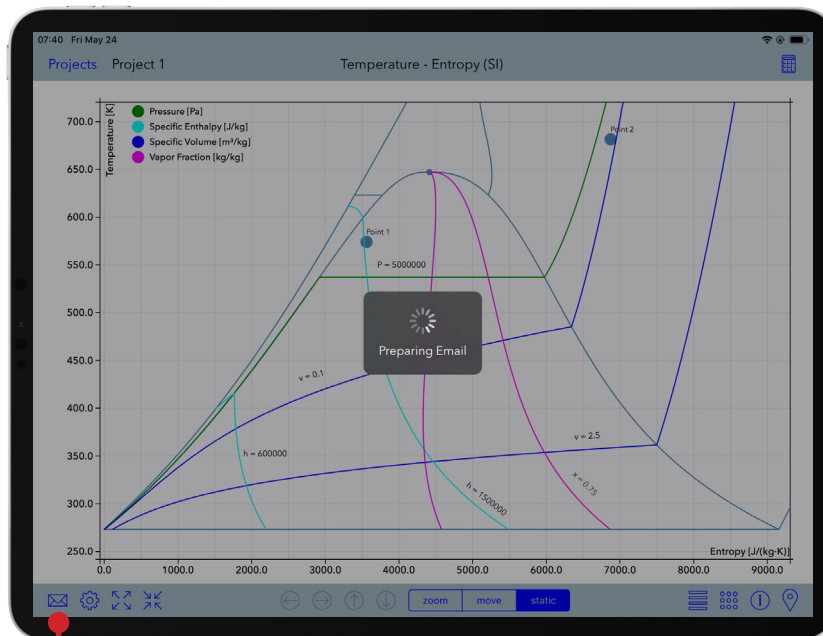 07:40 Fri May 24
Projects Project 1 Temperature - Entropy (SI)
Temperature [K]
Pressure [Pa]
Specific Enthalpy [J/kg]
Specific Volume [m³/kg]
Vapor Fraction [kg/kg]
700.0
650.0
600.0
550.0
500.0
450.0
400.0
350.0
300.0
250.0
Point 2
Point 1
P = 5000000
Preparing Email
v = 0.1
h = 600000
v = 2.5
h = 1500000
x = 0.75
Entropy [J/(kg·K)]
0.0 1000.0 2000.0 3000.0 4000.0 5000.0 6000.0 7000.0 8000.0 9000.0
zoom move static